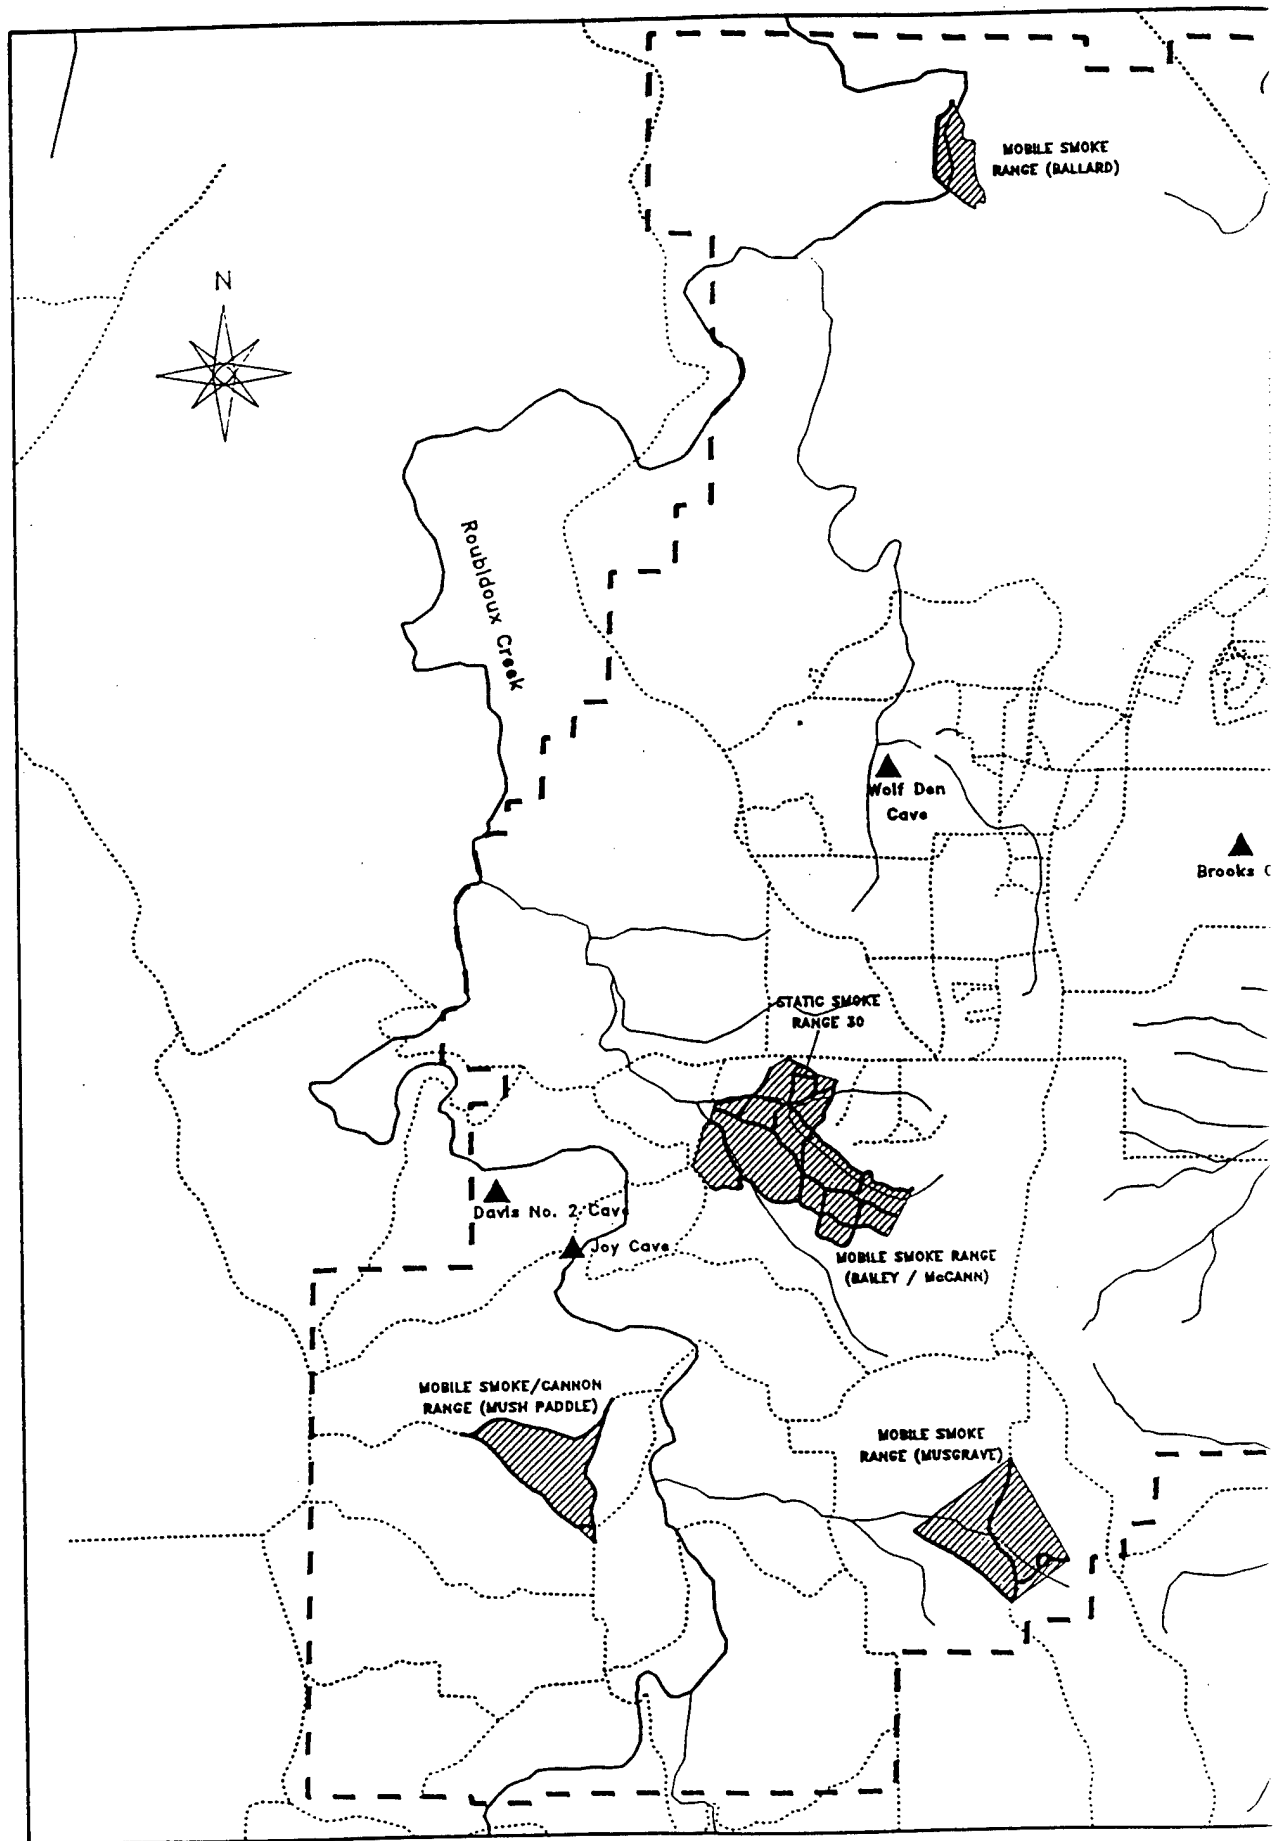 MOBILE SMOKE
RANGE (BALLARD)
N
Roubidoux Creek
Wolf Den
Cave
Brooks C
STATIC SMOKE
RANGE 30
Davis No. 2 Cave
Joy Cave
MOBILE SMOKE RANGE
(BAILEY / McCANN)
MOBILE SMOKE/CANNON
RANGE (MUSH PADDLE)
MOBILE SMOKE
RANGE (MUSGRAVE)